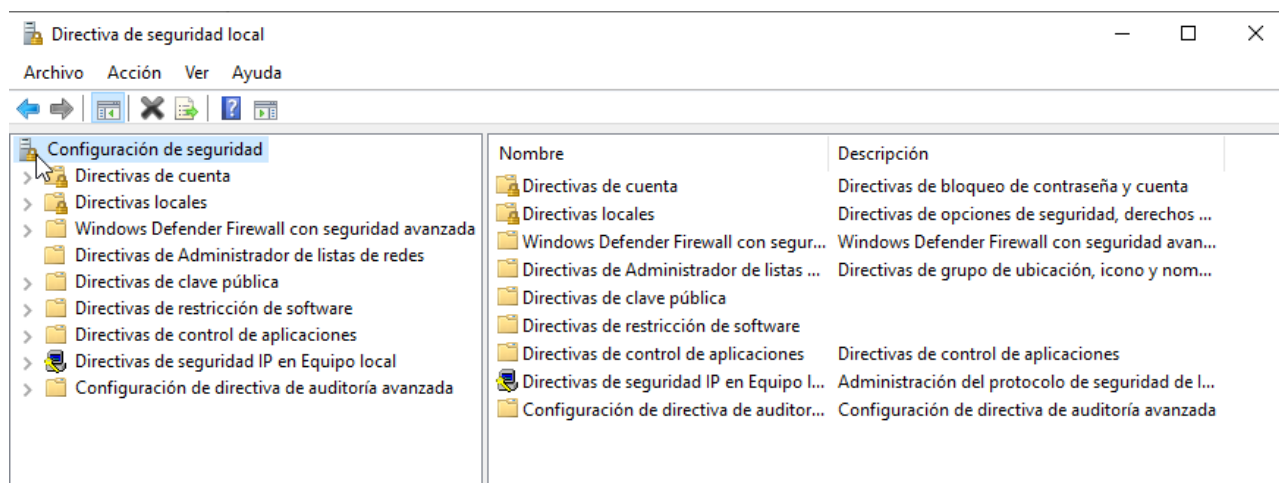 Directiva de seguridad local
Archivo Acción Ver Ayuda
Configuración de seguridad
Directivas de cuenta
Directivas locales
Windows Defender Firewall con seguridad avanzada
Directivas de Administrador de listas de redes
Directivas de clave pública
Directivas de restricción de software
Directivas de control de aplicaciones
Directivas de seguridad IP en Equipo local
Configuración de directiva de auditoría avanzada
Nombre Descripción
Directivas de cuenta Directivas de bloqueo de contraseña y cuenta
Directivas locales Directivas de opciones de seguridad, derechos ...
Windows Defender Firewall con segur... Windows Defender Firewall con seguridad avan...
Directivas de Administrador de listas ... Directivas de grupo de ubicación, icono y nom...
Directivas de clave pública
Directivas de restricción de software
Directivas de control de aplicaciones Directivas de control de aplicaciones
Directivas de seguridad IP en Equipo l... Administración del protocolo de seguridad de I...
Configuración de directiva de auditor... Configuración de directiva de auditoría avanzada